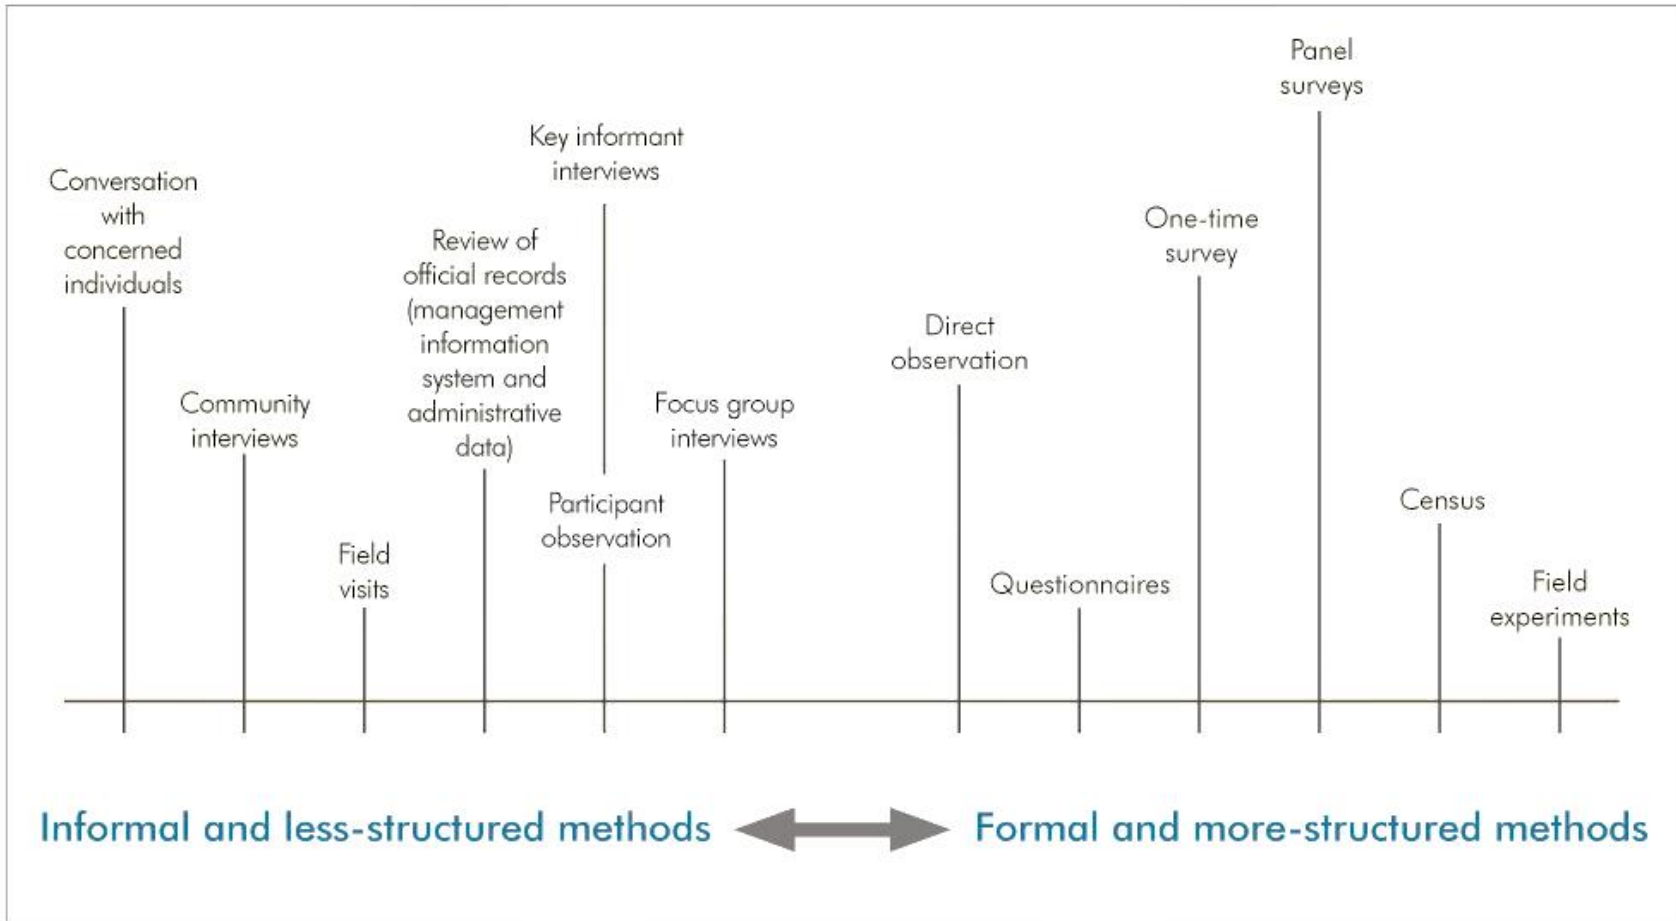 Conversation
with
concerned
individuals
Community
interviews
Field
visits
Review of
official records
(management
information
system and
administrative
data)
Key informant
interviews
Participant
observation
Focus group
interviews
Direct
observation
Questionnaires
One-time
survey
Panel
surveys
Census
Field
experiments
Informal and less-structured methods
Formal and more-structured methods